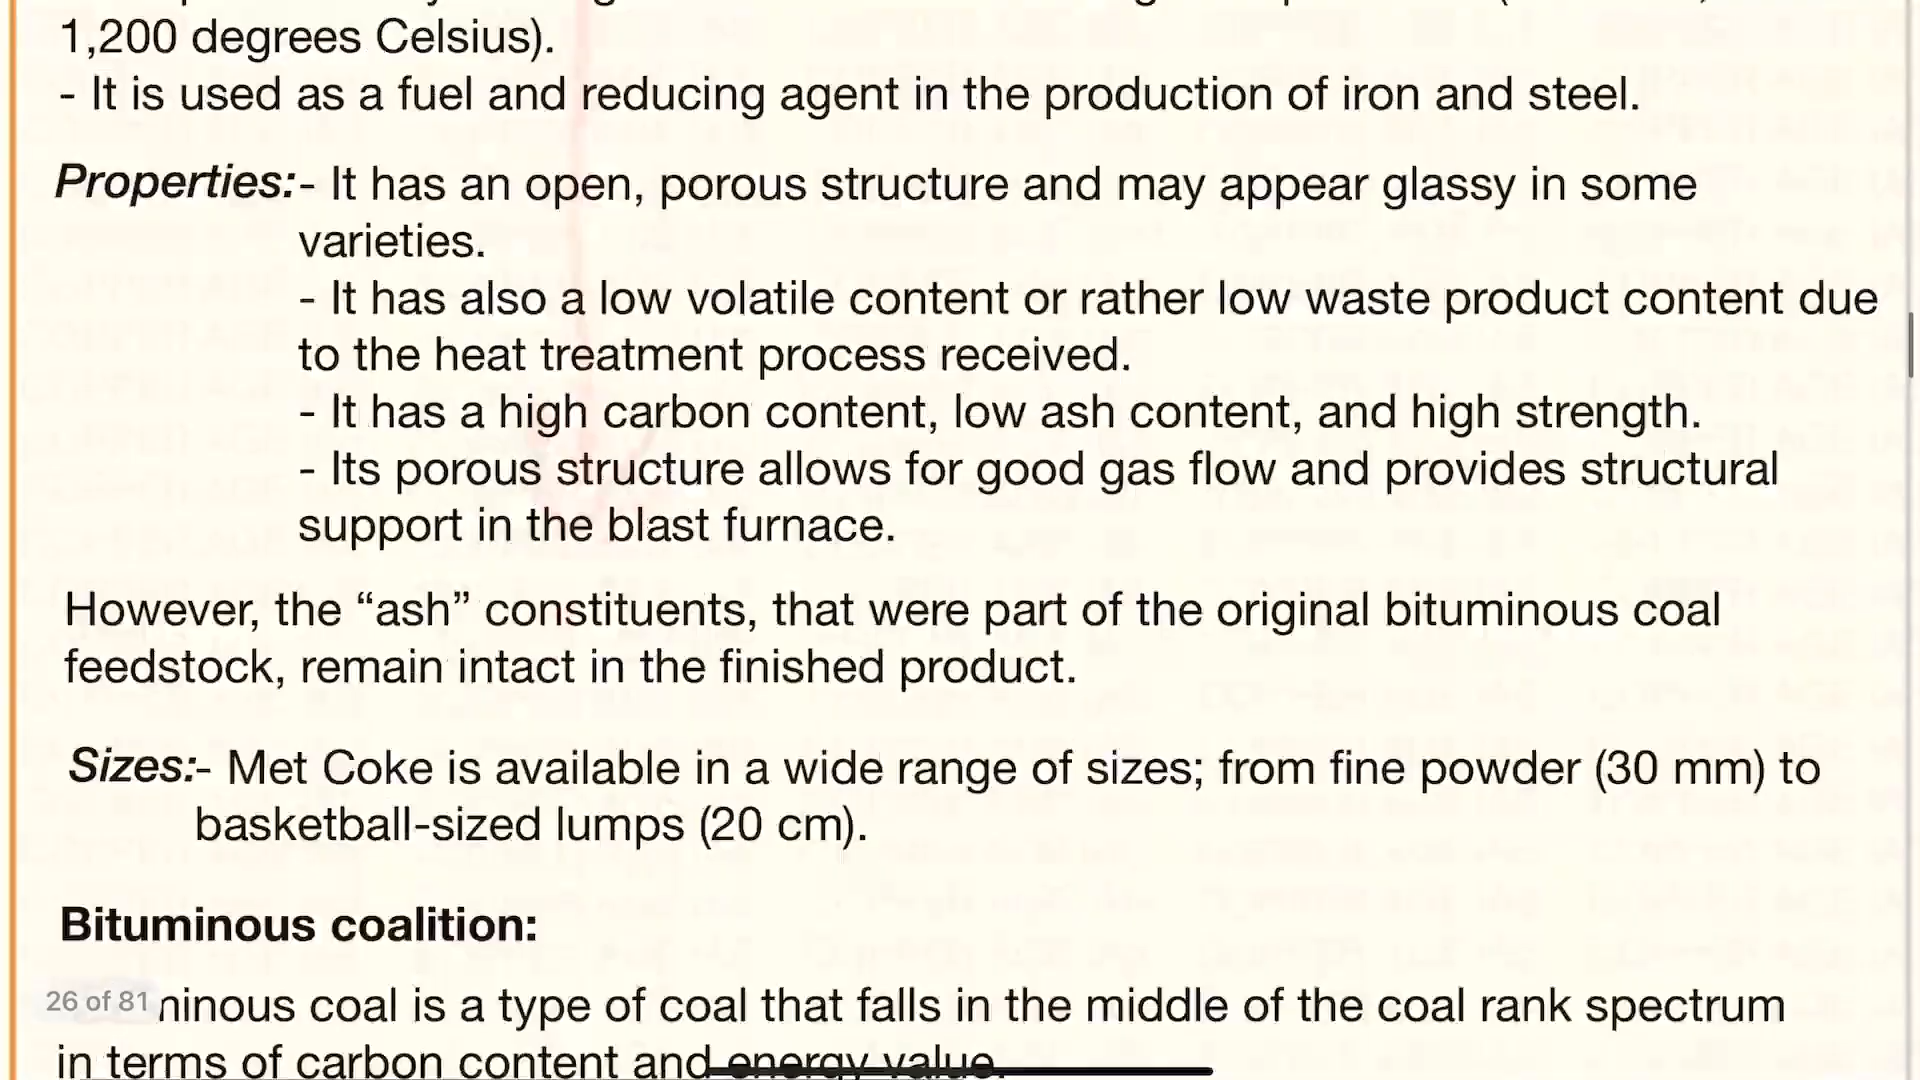 1,200 degrees Celsius).
- It is used as a fuel and reducing agent in the production of iron and steel.
Properties:- It has an open, porous structure and may appear glassy in some
varieties.
- It has also a low volatile content or rather low waste product content due
to the heat treatment process received.
- It has a high carbon content, low ash content, and high strength.
- Its porous structure allows for good gas flow and provides structural
support in the blast furnace.
However, the “ash” constituents, that were part of the original bituminous coal
feedstock, remain intact in the finished product.
Sizes:- Met Coke is available in a wide range of sizes; from fine powder (30 mm) to
basketball-sized lumps (20 cm).
Bituminous coalition:
26 of 81 coal is a type of coal that falls in the middle of the coal rank spectrum
in terms of carbon content and energy value.